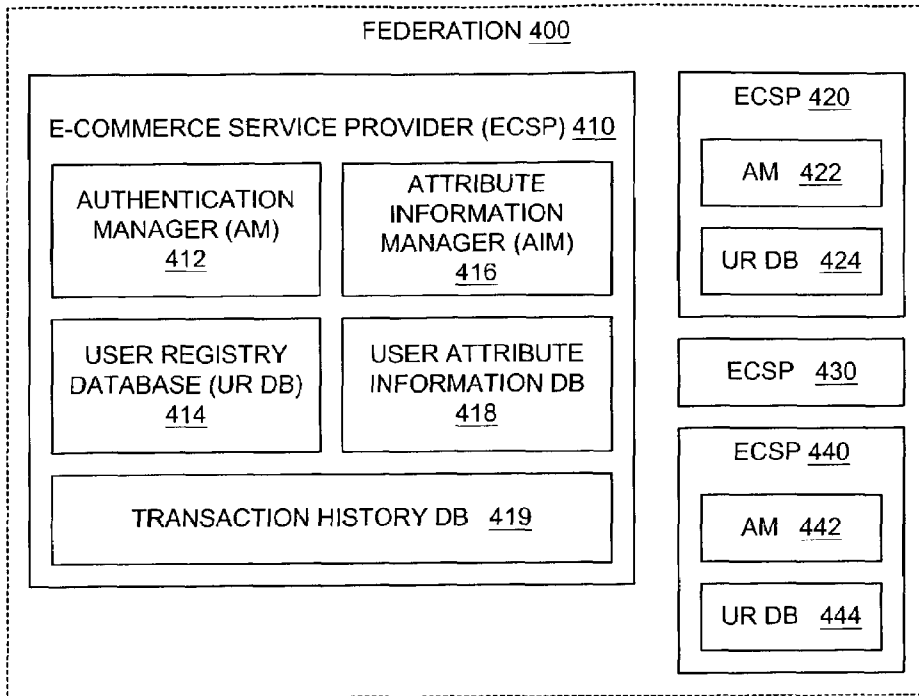 FEDERATION 400
E-COMMERCE SERVICE PROVIDER (ECSP) 410
AUTHENTICATION
MANAGER (AM)
412
ATTRIBUTE
INFORMATION
MANAGER (AIM)
416
USER REGISTRY
DATABASE (UR DB)
414
USER ATTRIBUTE
INFORMATION DB
418
TRANSACTION HISTORY DB 419
ECSP 420
AM 422
UR DB 424
ECSP 430
ECSP 440
AM 442
UR DB 444